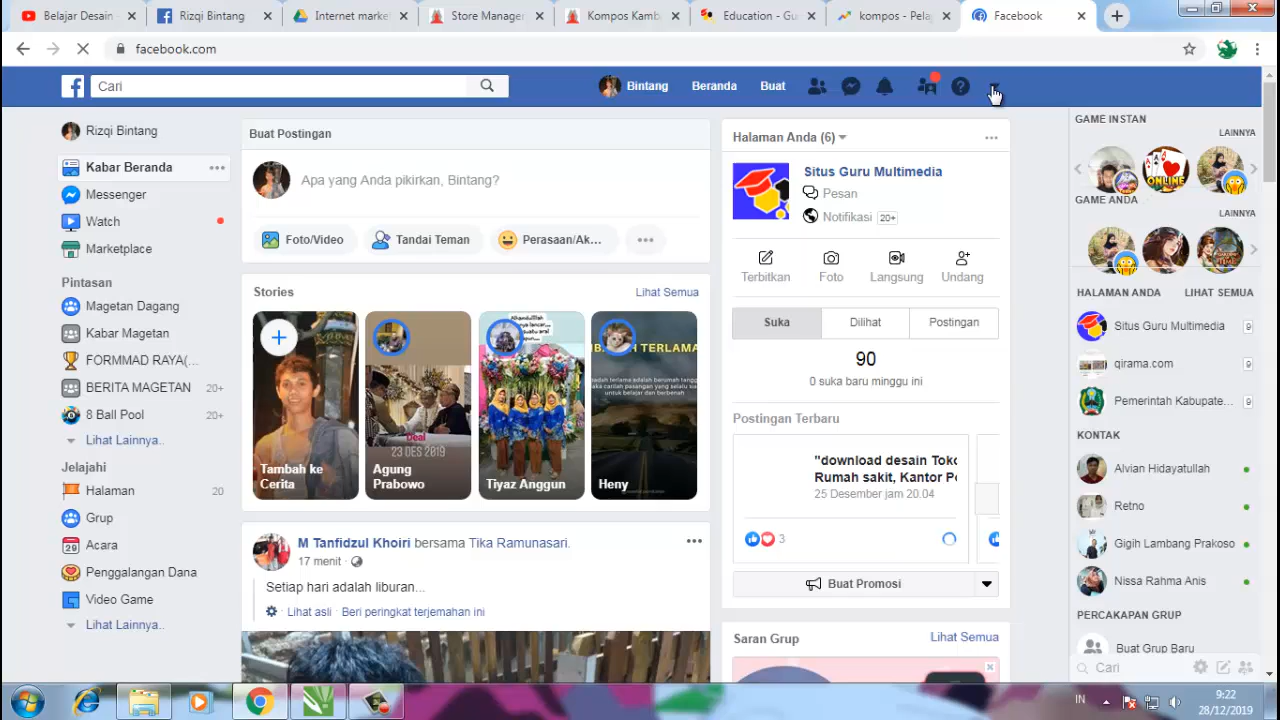 Belajar Desain -
Rizqi Bintang
Internet marke
Store Manager
Kompos Kamb
Education - Gu
kompos - Pela
Facebook
facebook.com
Cari
Bintang
Beranda
Buat
Rizqi Bintang
Kabar Beranda
Messenger
Watch
Marketplace
Pintasan
Magetan Dagang
Kabar Magetan
FORMMAD RAYA(...
BERITA MAGETAN 20+
8 Ball Pool 20+
Lihat Lainnya..
Jelajahi
Halaman 20
Grup
Acara
Penggalangan Dana
Video Game
Lihat Lainnya..
Buat Postingan
Apa yang Anda pikirkan, Bintang?
Foto/Video
Tandai Teman
Perasaan/Ak...
Stories
Lihat Semua
Tambah ke
Cerita
Deal
23 DES 2019
Agung
Prabowo
Tiyaz Anggun
TERLAMA
Heny
M Tanfidzul Khoiri bersama Tika Ramunasari.
17 menit ·
Setiap hari adalah liburan...
Lihat asli · Beri peringkat terjemahan ini
Halaman Anda (6)
Situs Guru Multimedia
Pesan
Notifikasi 20+
Terbitkan
Foto
Langsung
Undang
Suka
Dilihat
Postingan
90
0 suka baru minggu ini
Postingan Terbaru
"download desain Toko
Rumah sakit, Kantor Pe
25 Desember jam 20.04
3
Buat Promosi
Saran Grup
Lihat Semua
GAME INSTAN
LAINNYA
ONLINE
GAME ANDA
LAINNYA
HALAMAN ANDA
LIHAT SEMUA
Situs Guru Multimedia 9
qirama.com 9
Pemerintah Kabupate... 9
KONTAK
Alvian Hidayatullah
Retno
Gigih Lambang Prakoso
Nissa Rahma Anis
PERCAKAPAN GRUP
Buat Grup Baru
Cari
IN
9:22
28/12/2019